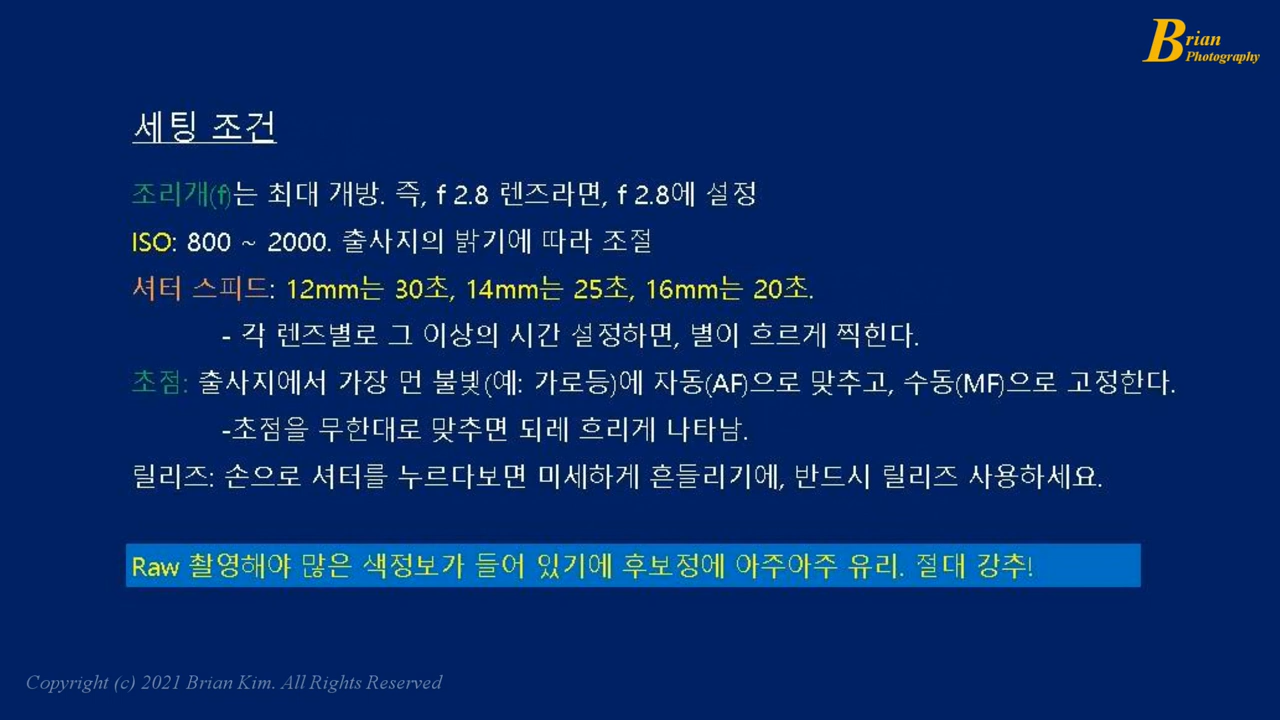 Brian
Photography
세팅 조건
조리개(f)는 최대 개방. 즉, f 2.8 렌즈라면, f 2.8에 설정
ISO: 800 ~ 2000. 출사지의 밝기에 따라 조절
셔터 스피드: 12mm는 30초, 14mm는 25초, 16mm는 20초.
- 각 렌즈별로 그 이상의 시간 설정하면, 별이 흐르게 찍힌다.
초점: 출사지에서 가장 먼 불빛(예: 가로등)에 자동(AF)으로 맞추고, 수동(MF)으로 고정한다.
-초점을 무한대로 맞추면 되레 흐리게 나타남.
릴리즈: 손으로 셔터를 누르다보면 미세하게 흔들리기에, 반드시 릴리즈 사용하세요.
Raw 촬영해야 많은 색정보가 들어 있기에 후보정에 아주아주 유리. 절대 강추!
Copyright (c) 2021 Brian Kim. All Rights Reserved